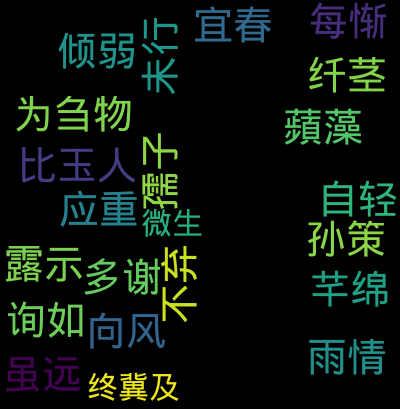 宜春
每惭
倾弱
未行
纤茎
为刍物
蘋藻
比玉人
孺子
自轻
应重
微生
孙策
露示
多谢
不弃
芊绵
询如
向风
雨情
虽远
终冀及